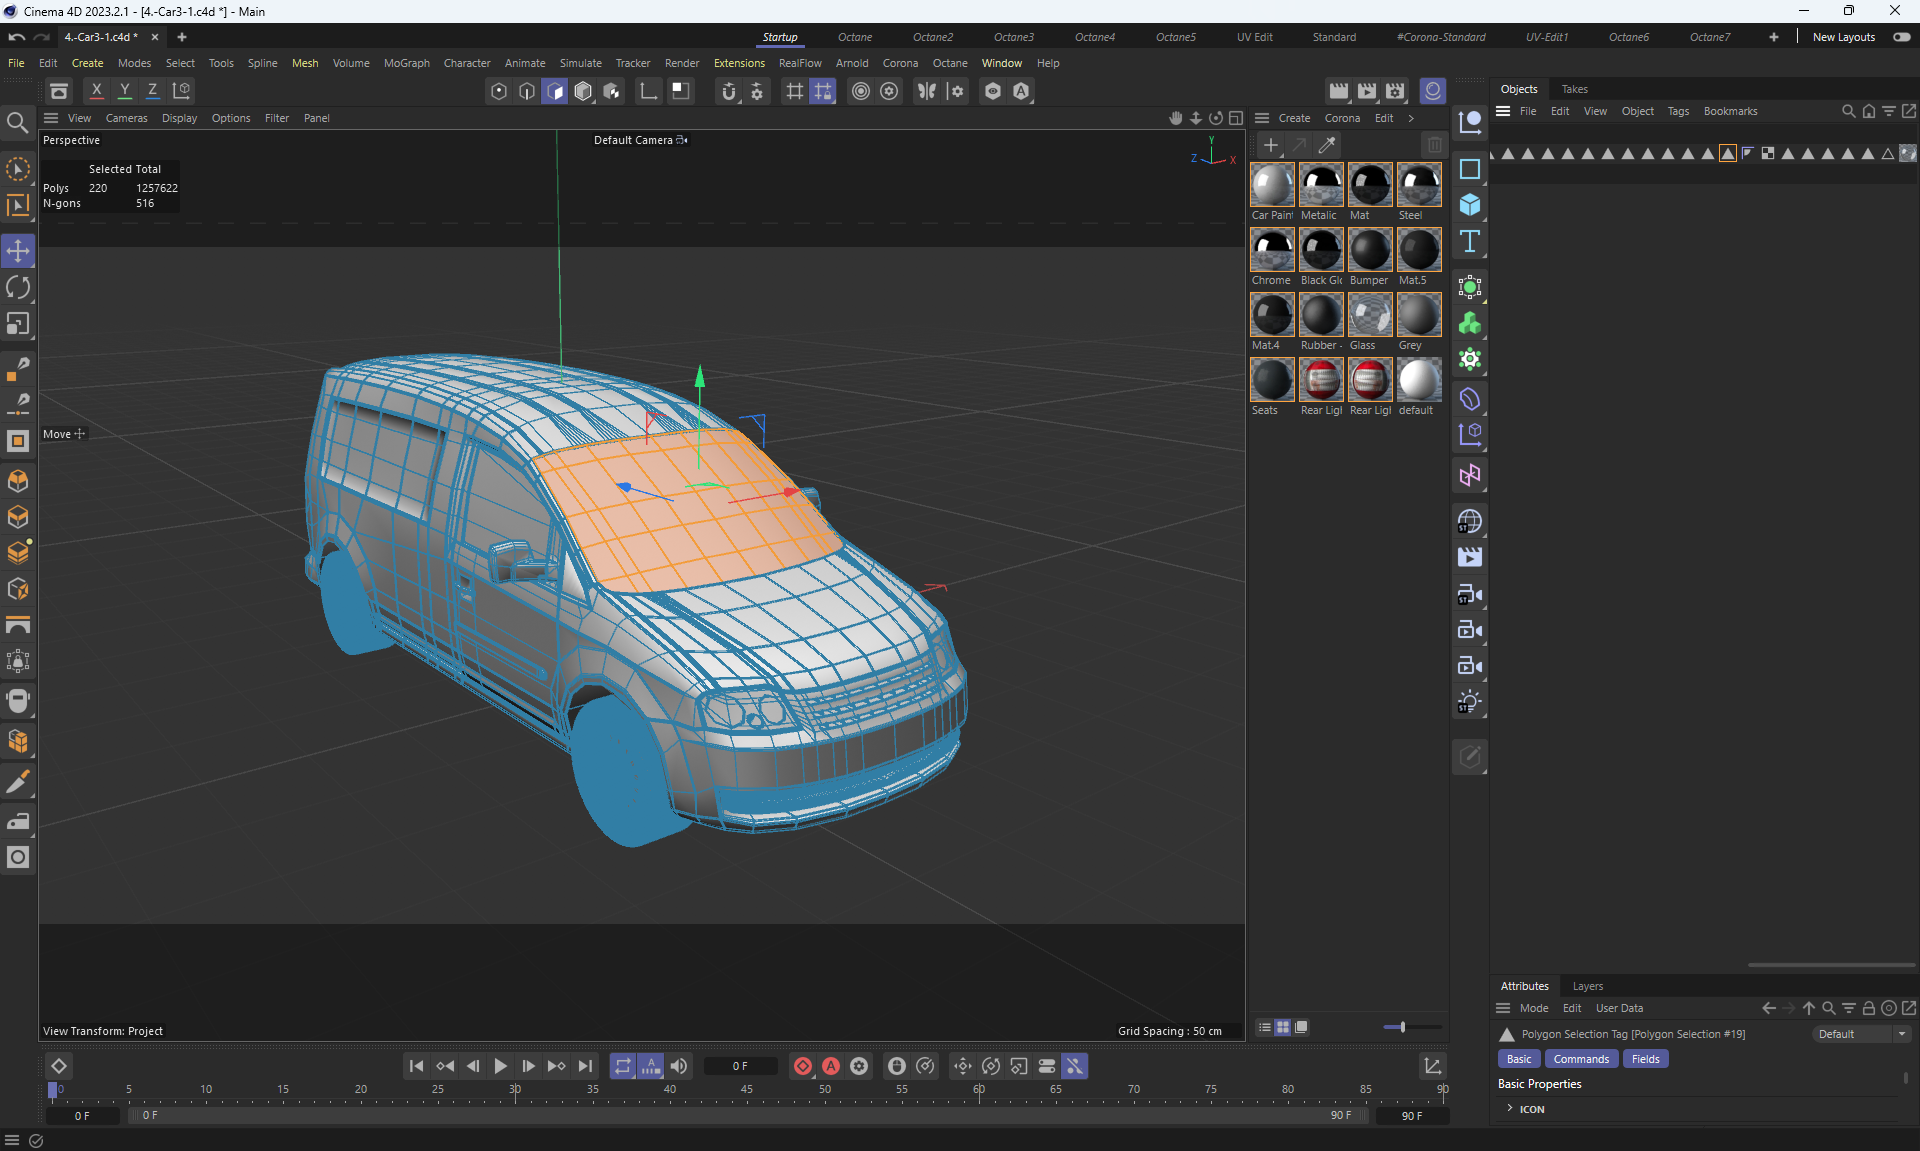 Cinema 4D 2023.2.1 - [4.-Car3-1.c4d *] - Main
4.-Car3-1.c4d *
Startup Octane Octane2 Octane3 Octane4 Octane5 UV Edit Standard #Corona-Standard UV-Edit1 Octane6 Octane7 New Layouts
File Edit Create Modes Select Tools Spline Mesh Volume MoGraph Character Animate Simulate Tracker Render Extensions RealFlow Arnold Corona Octane Window Help
X Y Z
Objects Takes
File Edit View Object Tags Bookmarks
View Cameras Display Options Filter Panel
Create Corona Edit
Perspective
Default Camera
Y
Z X
Selected Total
Polys 220 1257622
N-gons 516
Move
Car Pain Metalic Mat Steel
Chrome Black Gl Bumper Mat.5
Mat.4 Rubber - Glass Grey
Seats Rear Ligl Rear Ligl default
View Transform: Project
Grid Spacing : 50 cm
Attributes Layers
Mode Edit User Data
Polygon Selection Tag [Polygon Selection #19]
Default
Basic Commands Fields
Basic Properties
ICON
0 F
0 5 10 15 20 25 30 35 40 45 50 55 60 65 70 75 80 85 90
0 F 0 F 90 F 90 F